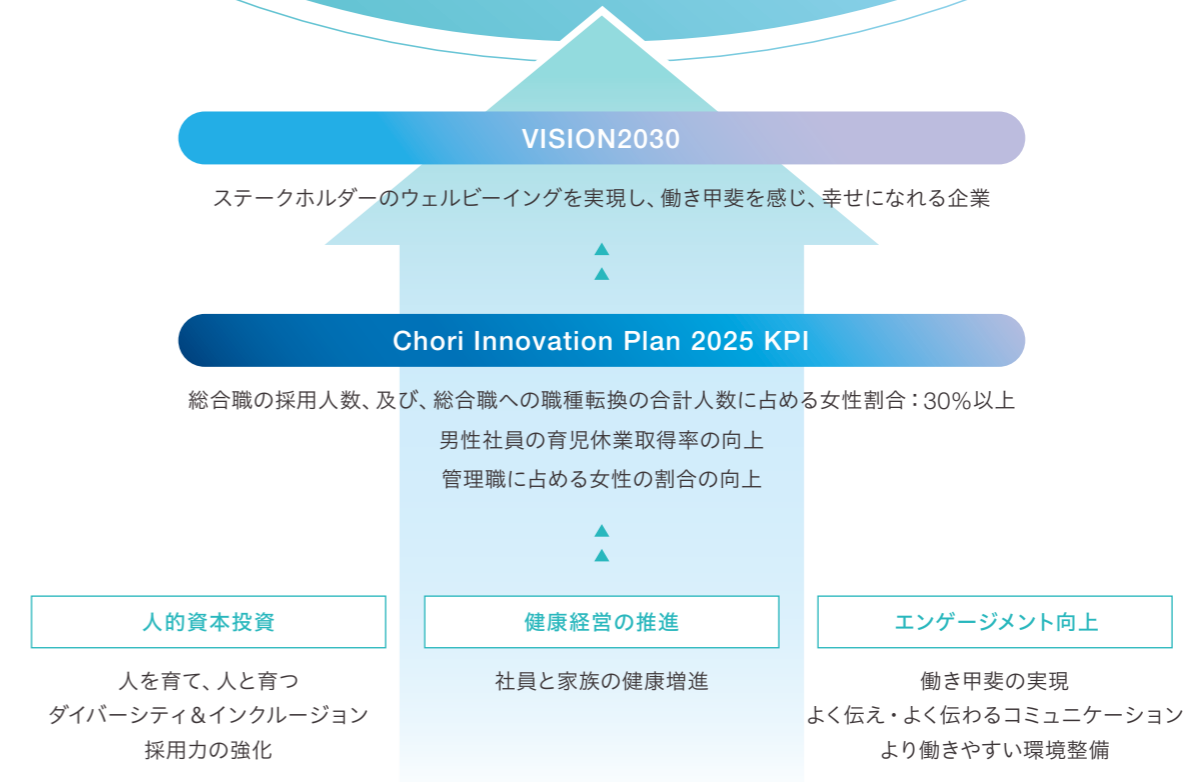 VISION2030
ステークホルダーのウェルビーイングを実現し、働き甲斐を感じ、幸せになれる企業
Chori Innovation Plan 2025 KPI
総合職の採用人数、及び、総合職への職種転換の合計人数に占める女性割合：30％以上
男性社員の育児休業取得率の向上
管理職に占める女性の割合の向上
人的資本投資
人を育て、人と育つ
ダイバーシティ＆インクルージョン
採用力の強化
健康経営の推進
社員と家族の健康増進
エンゲージメント向上
働き甲斐の実現
よく伝え・よく伝わるコミュニケーション
より働きやすい環境整備